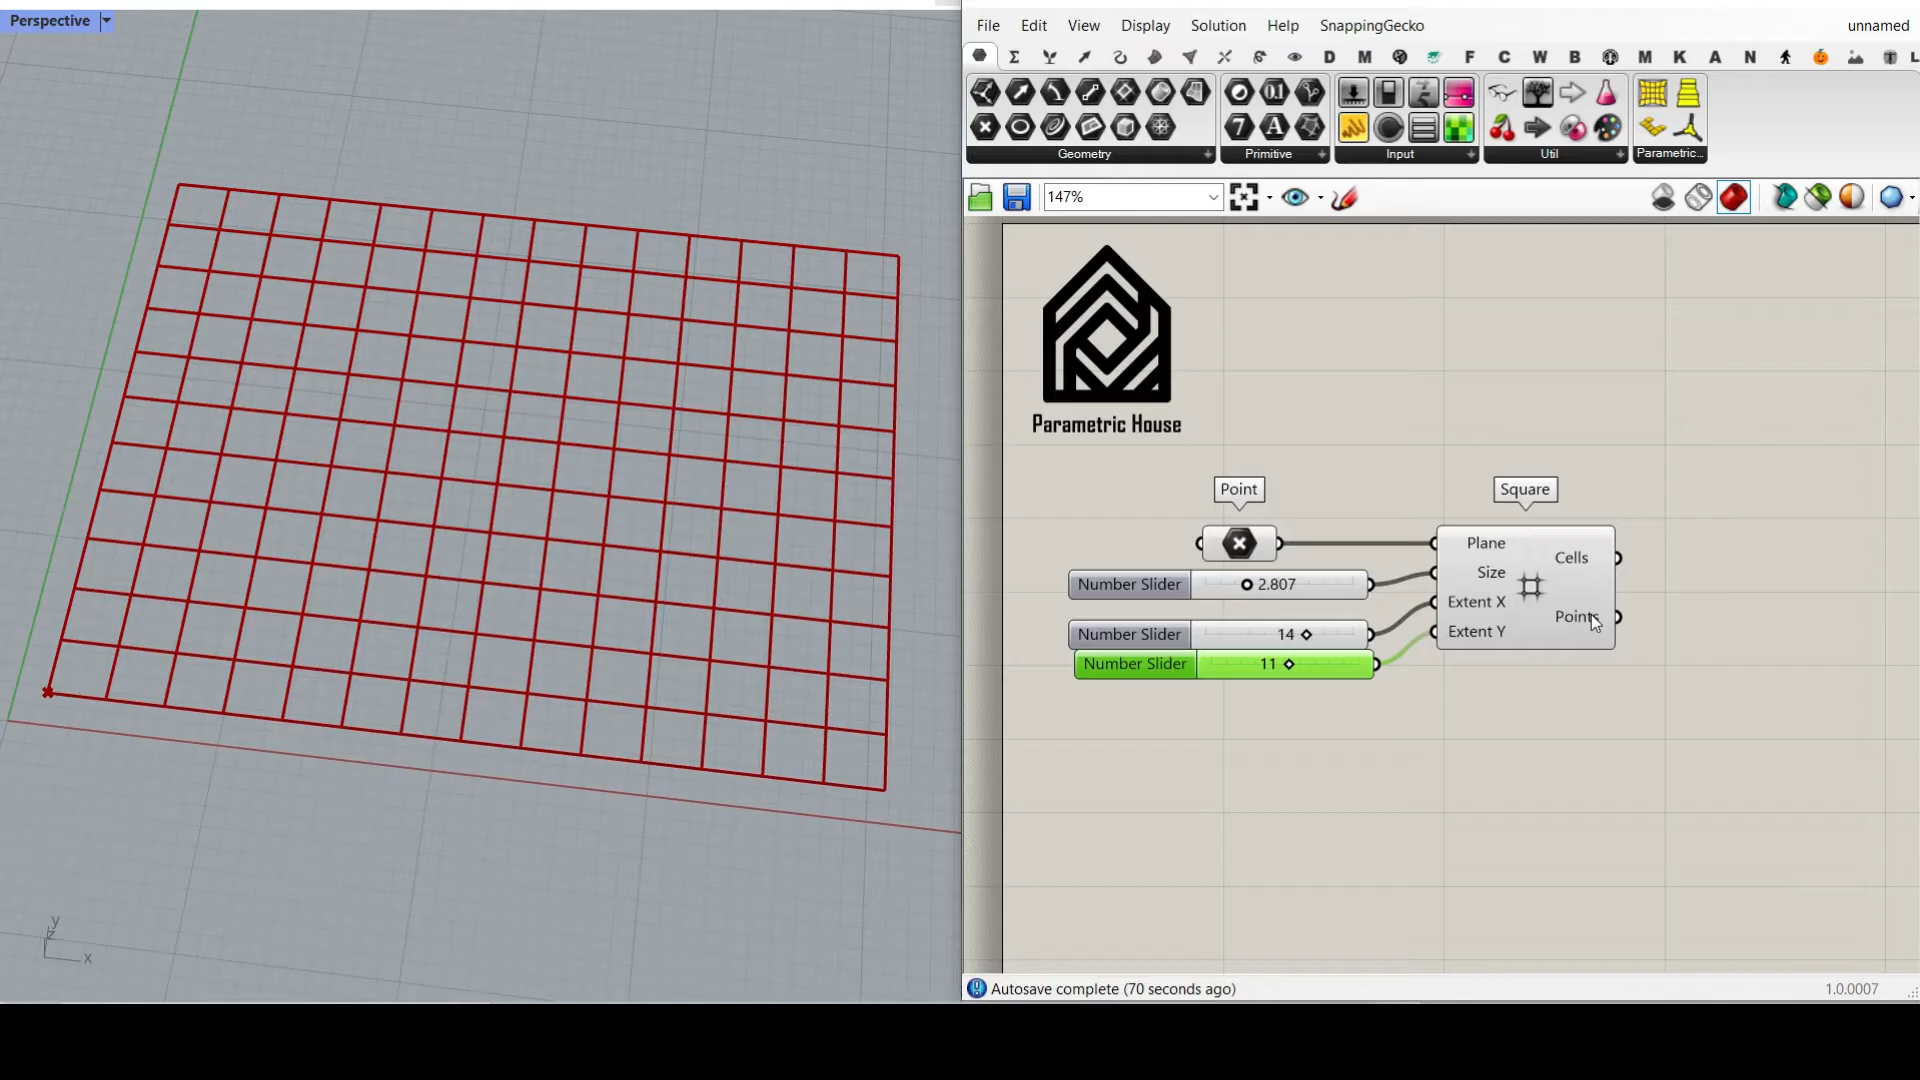 Perspective
File Edit View Display Solution Help SnappingGecko unnamed
D M F C W B M K A N L
Geometry Primitive Input Util Parametric...
147%
Parametric House
Point
Square
Plane
Size
Extent X
Extent Y
Cells
Points
Number Slider 2.807
Number Slider 14
Number Slider 11
y
z
x
Autosave complete (70 seconds ago) 1.0.0007